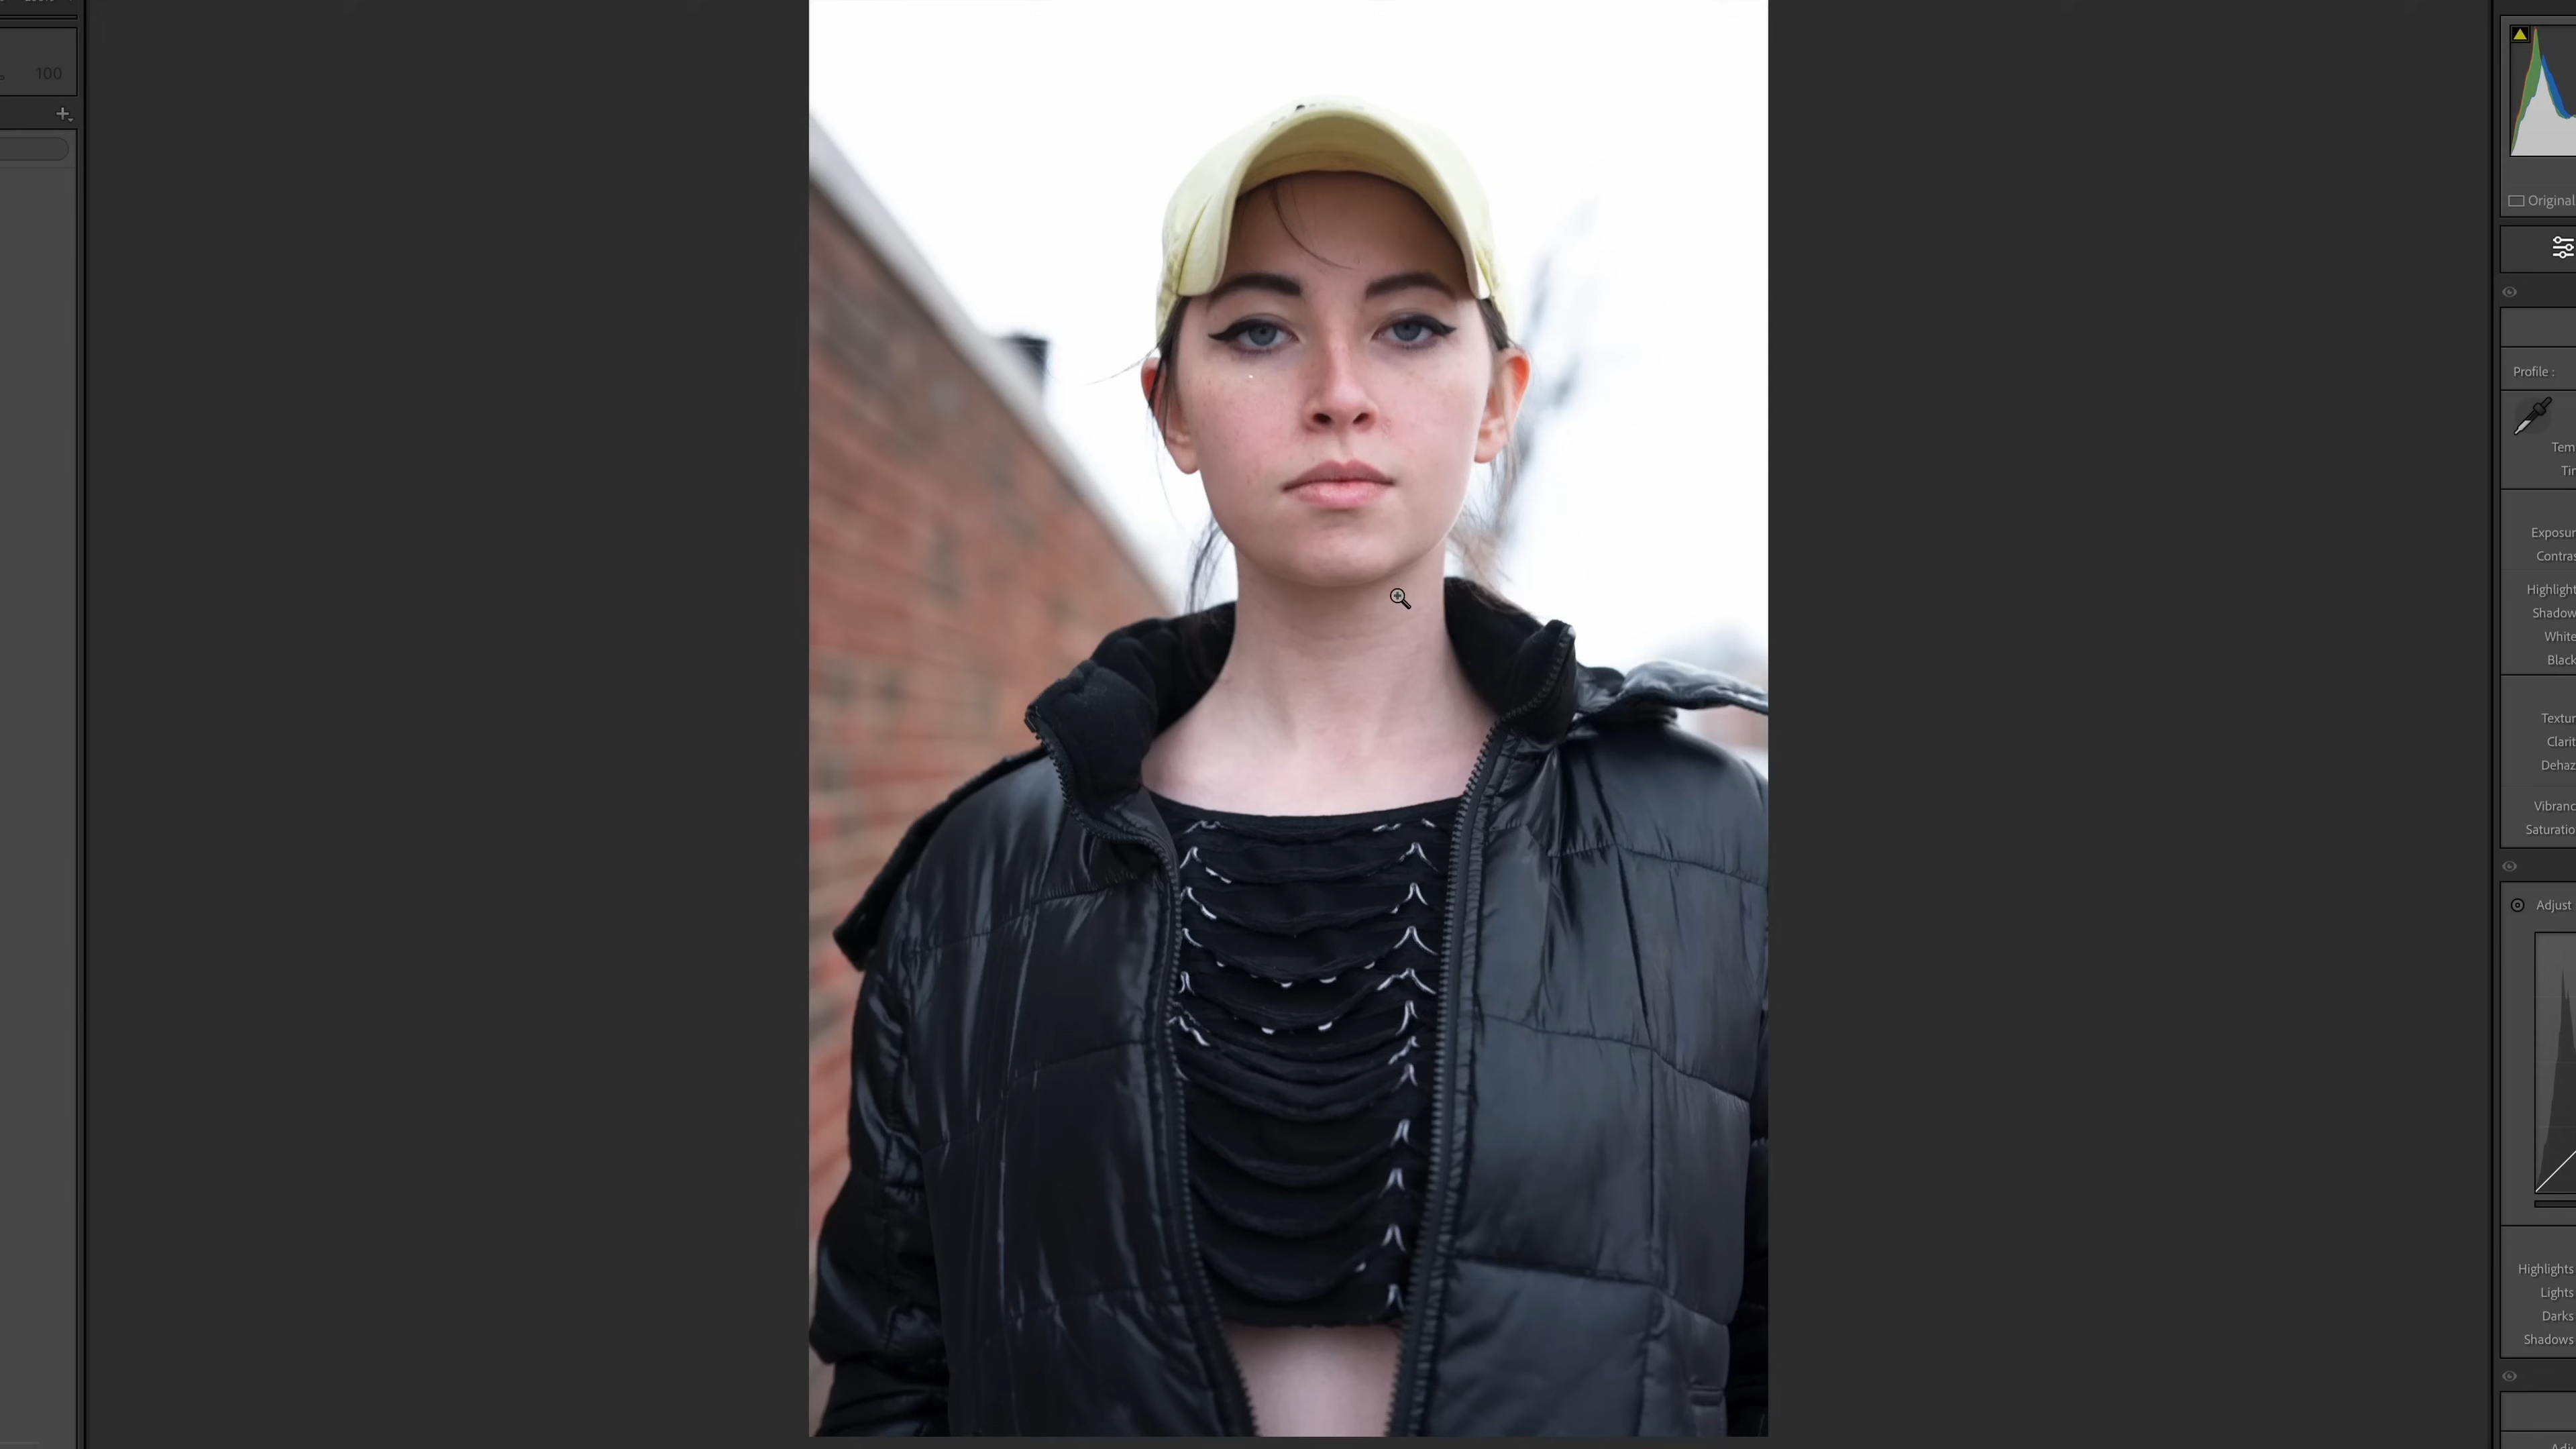 100
Original
Profile :
Tem
Tin
Exposur
Contras
Highlight
Shadow
White
Black
Textur
Clarit
Dehaz
Vibranc
Saturatio
Adjust
Highlights
Lights
Darks
Shadows